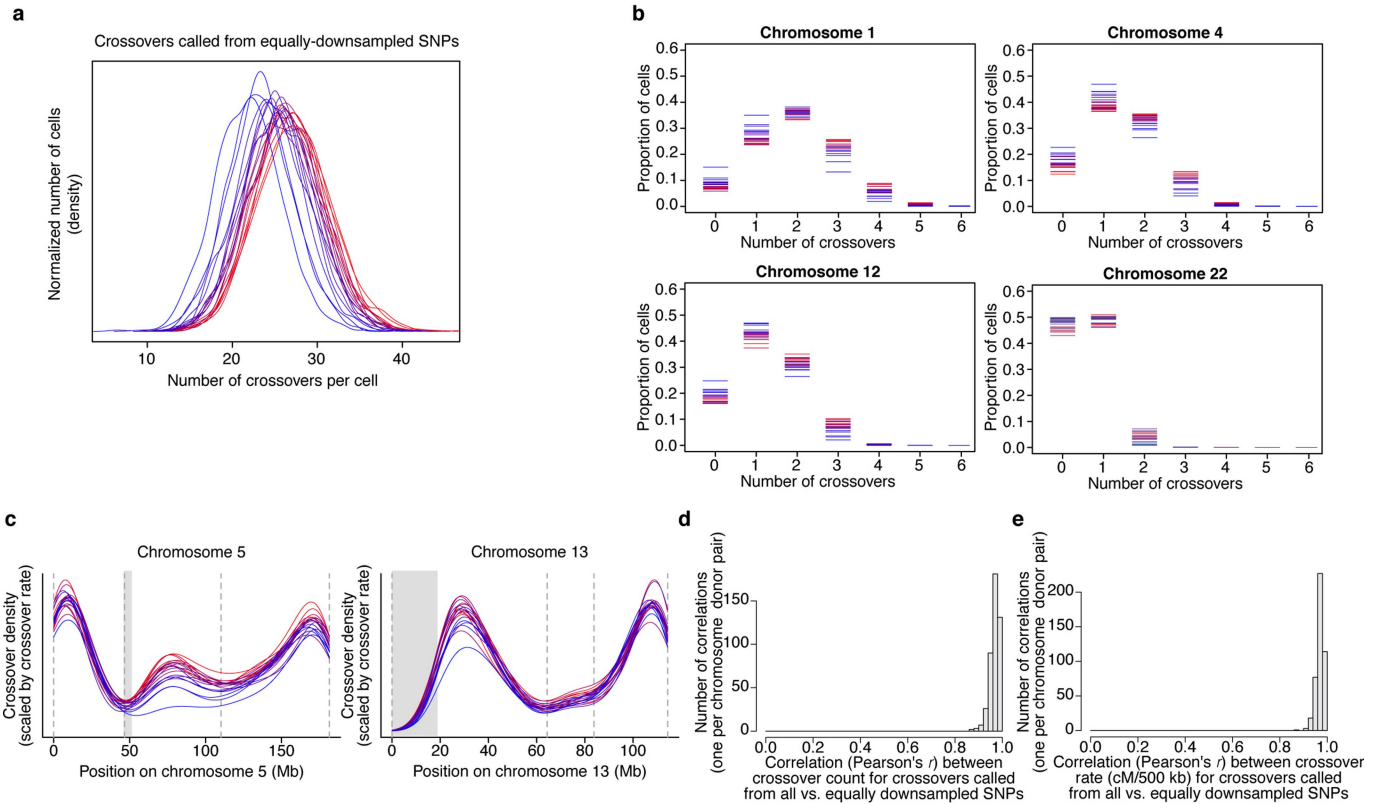 a
Crossovers called from equally-downsampled SNPs
Normalized number of cells
(density)
10 20 30 40
Number of crossovers per cell
b
Chromosome 1
Proportion of cells
0.6
0.5
0.4
0.3
0.2
0.1
0.0
0 1 2 3 4 5 6
Number of crossovers
Chromosome 4
Proportion of cells
0.6
0.5
0.4
0.3
0.2
0.1
0.0
0 1 2 3 4 5 6
Number of crossovers
Chromosome 12
Proportion of cells
0.6
0.5
0.4
0.3
0.2
0.1
0.0
0 1 2 3 4 5 6
Number of crossovers
Chromosome 22
Proportion of cells
0.6
0.5
0.4
0.3
0.2
0.1
0.0
0 1 2 3 4 5 6
Number of crossovers
c
Chromosome 5
Crossover density
(scaled by crossover rate)
0 50 100 150
Position on chromosome 5 (Mb)
Chromosome 13
Crossover density
(scaled by crossover rate)
0 20 40 60 80 100
Position on chromosome 13 (Mb)
d
Number of correlations
(one per chromosome donor pair)
150
100
50
0
0.0 0.2 0.4 0.6 0.8 1.0
Correlation (Pearson's r) between
crossover count for crossovers called
from all vs. equally downsampled SNPs
e
Number of correlations
(one per chromosome donor pair)
200
150
100
50
0
0.0 0.2 0.4 0.6 0.8 1.0
Correlation (Pearson's r) between crossover
rate (cM/500 kb) for crossovers called
from all vs. equally downsampled SNPs